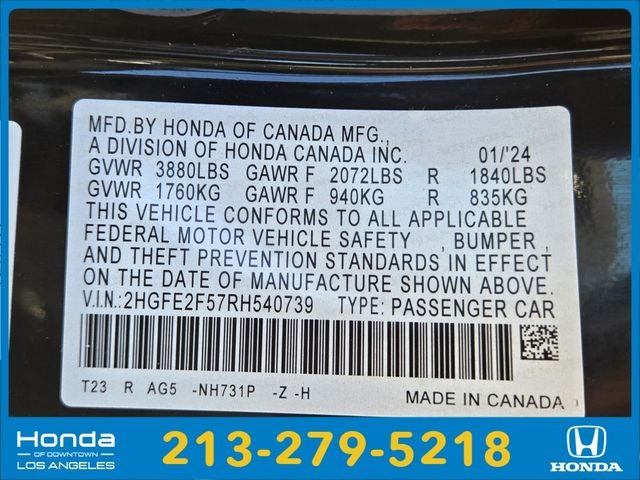 MFD.BY HONDA OF CANADA MFG.,
A DIVISION OF HONDA CANADA INC. 01/'24
GVWR 3880LBS GAWR F 2072LBS R 1840LBS
GVWR 1760KG GAWR F 940KG R 835KG
THIS VEHICLE CONFORMS TO ALL APPLICABLE
FEDERAL MOTOR VEHICLE SAFETY , BUMPER ,
AND THEFT PREVENTION STANDARDS IN EFFECT
ON THE DATE OF MANUFACTURE SHOWN ABOVE.
V.I.N.:2HGFE2F57RH540739 TYPE: PASSENGER CAR
T23 R AG5 -NH731P -Z -H
MADE IN CANADA
Honda
OF DOWNTOWN
LOS ANGELES
213-279-5218
HONDA